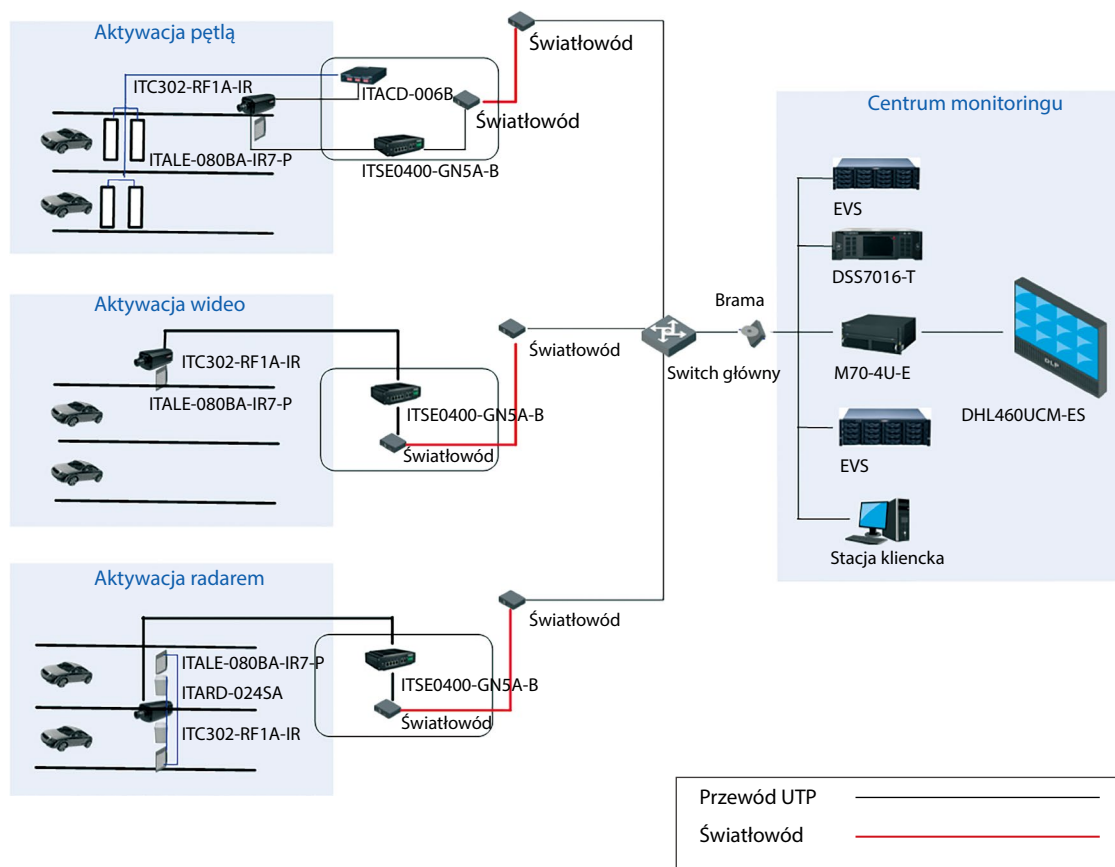 Aktywacja pętlą
Światłowód
ITC302-RF1A-IR
ITACD-006B
Światłowód
ITALE-080BA-IR7-P
ITSE0400-GN5A-B
Aktywacja wideo
ITC302-RF1A-IR
ITALE-080BA-IR7-P
ITSE0400-GN5A-B
Światłowód
Światłowód
Aktywacja radarem
ITALE-080BA-IR7-P
ITARD-024SA
ITC302-RF1A-IR
ITSE0400-GN5A-B
Światłowód
Światłowód
Switch główny
Brama
Centrum monitoringu
EVS
DSS7016-T
M70-4U-E
DLP
DHL460UCM-ES
EVS
Stacja kliencka
Przewód UTP
Światłowód